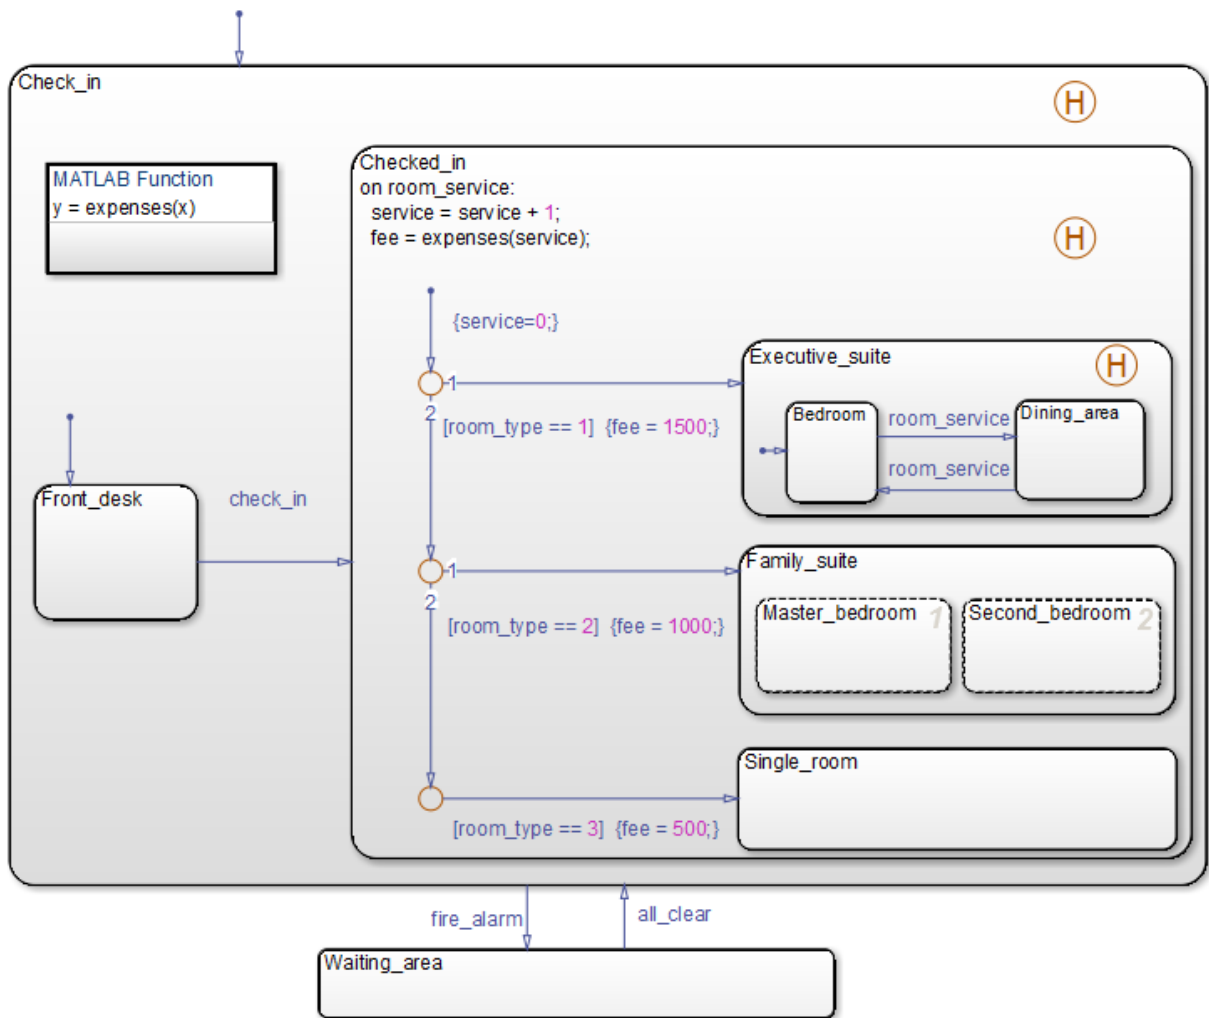 Check_in
H
MATLAB Function
y = expenses(x)
Checked_in
on room_service:
service = service + 1;
fee = expenses(service);
H
{service=0;}
Executive_suite
H
1
2
[room_type == 1] {fee = 1500;}
Bedroom
room_service
Dining_area
room_service
Front_desk
check_in
Family_suite
1
2
[room_type == 2] {fee = 1000;}
Master_bedroom
1
Second_bedroom
2
Single_room
[room_type == 3] {fee = 500;}
fire_alarm
all_clear
Waiting_area